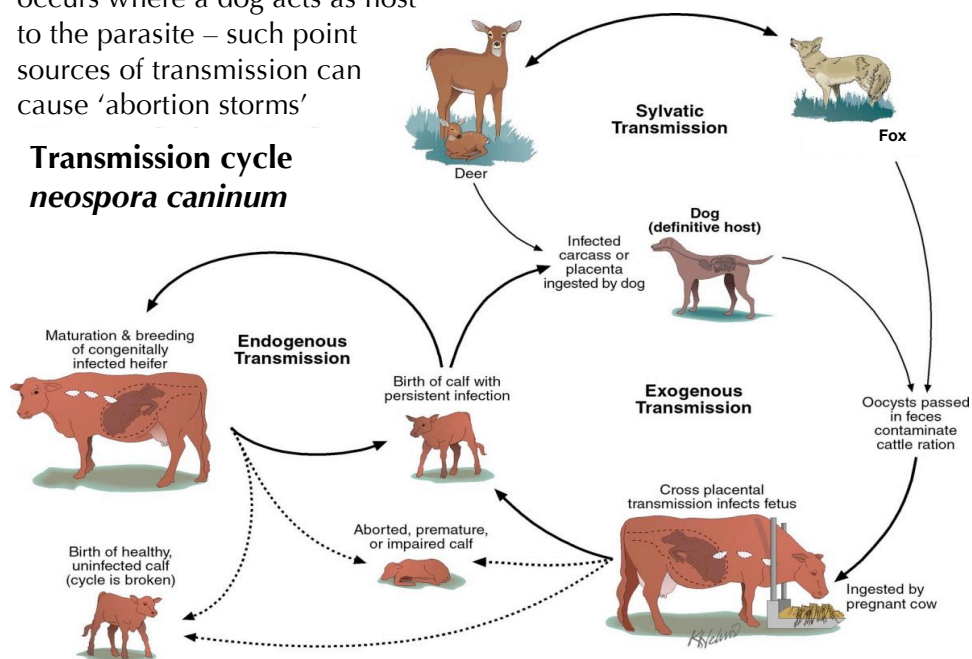 occurs where a dog acts as host
to the parasite – such point
sources of transmission can
cause ‘abortion storms’
Transmission cycle
neospora caninum
Sylvatic
Transmission
Fox
Deer
Dog
(definitive host)
Infected
carcass or
placenta
ingested by dog
Maturation & breeding
of congenitally
infected heifer
Endogenous
Transmission
Birth of calf with
persistent infection
Exogenous
Transmission
Oocysts passed
in feces
contaminate
cattle ration
Cross placental
transmission infects fetus
Aborted, premature,
or impaired calf
Birth of healthy,
uninfected calf
(cycle is broken)
Ingested by
pregnant cow